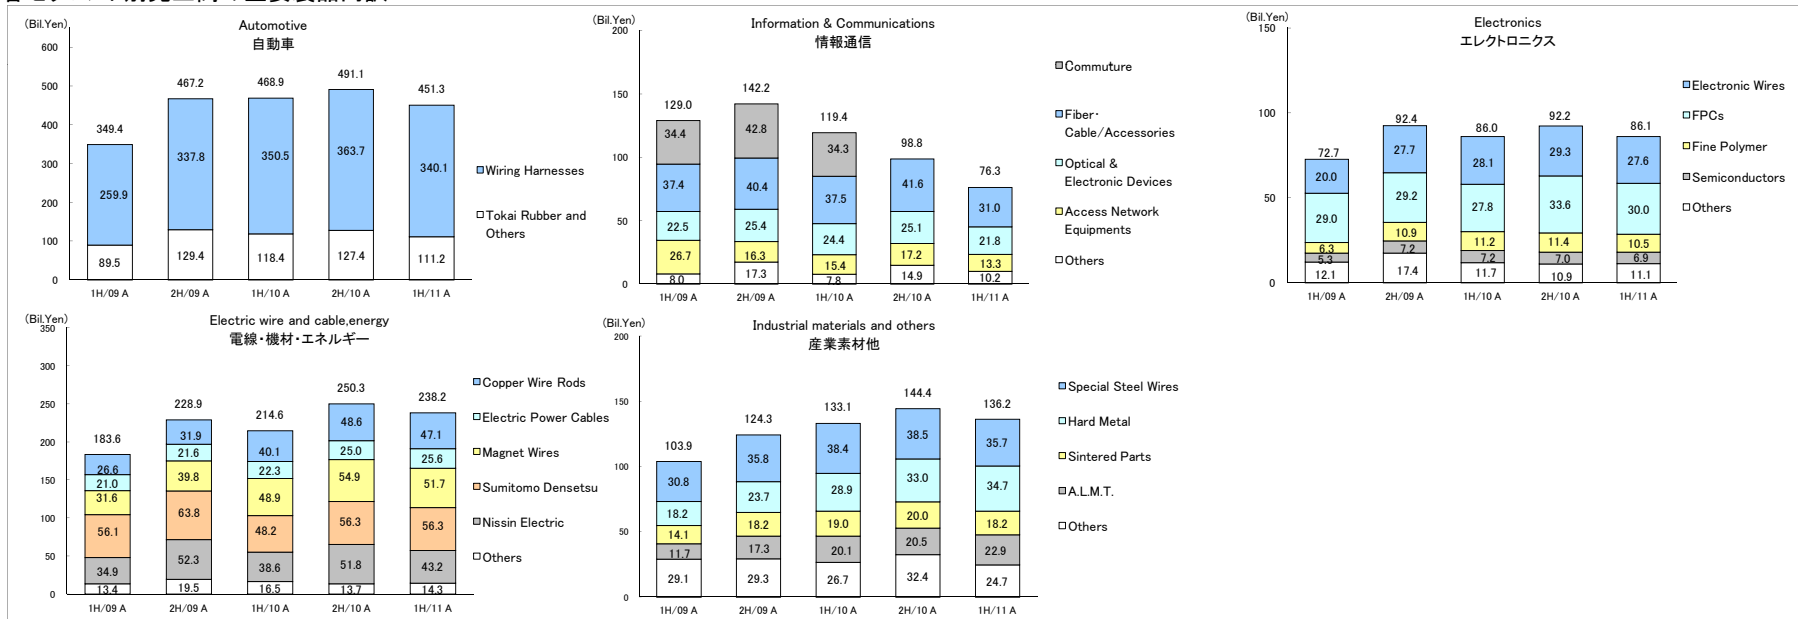 (Bil.Yen)
Automotive
自動車
600
500
400
300
200
100
0
349.4
467.2
468.9
491.1
451.3
259.9
337.8
350.5
363.7
340.1
89.5
129.4
118.4
127.4
111.2
1H/09 A
2H/09 A
1H/10 A
2H/10 A
1H/11 A
Wiring Harnesses
Tokai Rubber and
Others
(Bil.Yen)
Information & Communications
情報通信
200
150
100
50
0
129.0
142.2
119.4
98.8
76.3
34.4
42.8
34.3
37.4
40.4
37.5
41.6
31.0
22.5
25.4
24.4
25.1
21.8
26.7
16.3
15.4
17.2
13.3
8.0
17.3
7.8
14.9
10.2
1H/09 A
2H/09 A
1H/10 A
2H/10 A
1H/11 A
Commuture
Fiber・
Cable/Accessories
Optical &
Electronic Devices
Access Network
Equipments
Others
(Bil.Yen)
Electronics
エレクトロニクス
150
100
50
0
72.7
92.4
86.0
92.2
86.1
20.0
27.7
28.1
29.3
27.6
29.0
29.2
27.8
33.6
30.0
6.3
10.9
11.2
11.4
10.5
5.3
7.2
7.2
7.0
6.9
12.1
17.4
11.7
10.9
11.1
1H/09 A
2H/09 A
1H/10 A
2H/10 A
1H/11 A
Electronic Wires
FPCs
Fine Polymer
Semiconductors
Others
(Bil.Yen)
Electric wire and cable,energy
電線・機材・エネルギー
350
300
250
200
150
100
50
0
183.6
228.9
214.6
250.3
238.2
26.6
31.9
40.1
48.6
47.1
21.0
21.6
22.3
25.0
25.6
31.6
39.8
48.9
54.9
51.7
56.1
63.8
48.2
56.3
56.3
34.9
52.3
38.6
51.8
43.2
13.4
19.5
16.5
13.7
14.3
1H/09 A
2H/09 A
1H/10 A
2H/10 A
1H/11 A
Copper Wire Rods
Electric Power Cables
Magnet Wires
Sumitomo Densetsu
Nissin Electric
Others
(Bil.Yen)
Industrial materials and others
産業素材他
200
150
100
50
0
103.9
124.3
133.1
144.4
136.2
30.8
35.8
38.4
38.5
35.7
18.2
23.7
28.9
33.0
34.7
14.1
18.2
19.0
20.0
18.2
11.7
17.3
20.1
20.5
22.9
29.1
29.3
26.7
32.4
24.7
1H/09 A
2H/09 A
1H/10 A
2H/10 A
1H/11 A
Special Steel Wires
Hard Metal
Sintered Parts
A.L.M.T.
Others